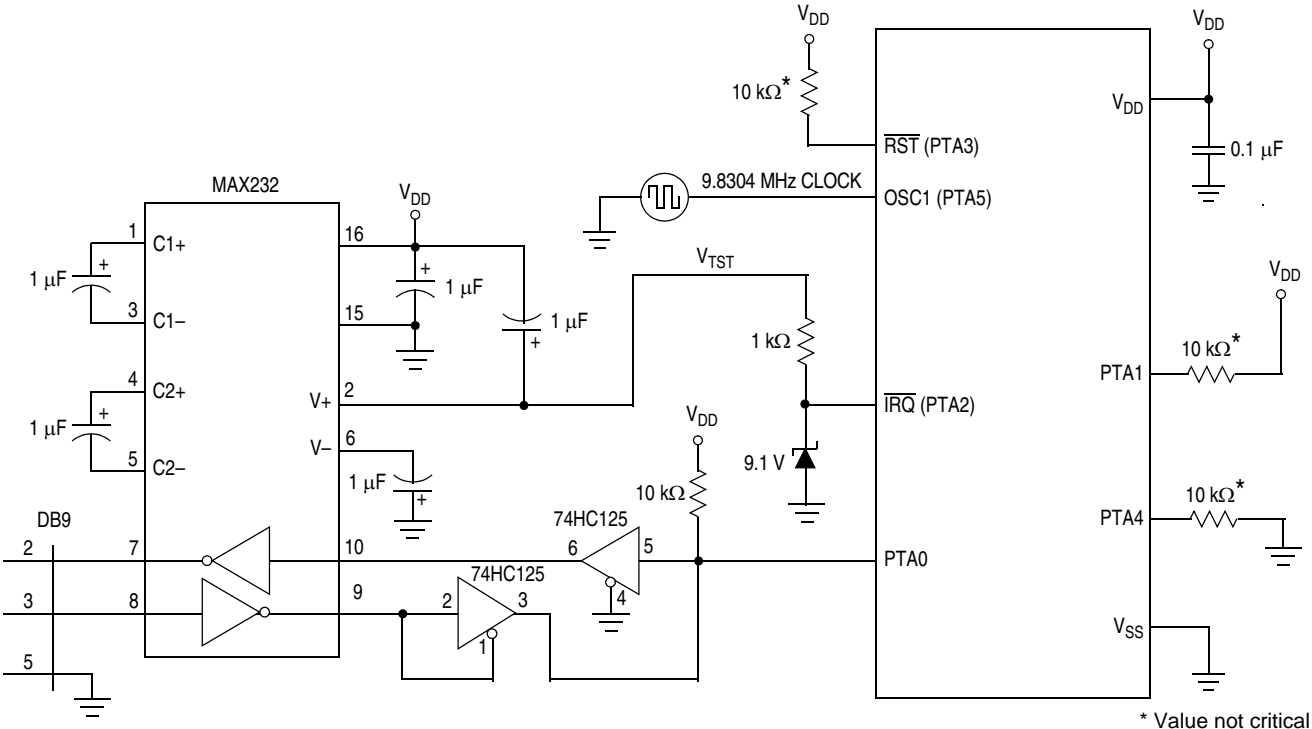 VDD
VDD
10 kΩ*
VDD
RST (PTA3)
0.1 µF
MAX232
9.8304 MHz CLOCK
OSC1 (PTA5)
VDD
1
C1+
16
VTST
VDD
1 µF
+
+
1 µF
3
C1–
15
1 µF
+
1 kΩ
10 kΩ*
PTA1
4
C2+
V+
2
IRQ (PTA2)
1 µF
+
VDD
V–
6
9.1 V
5
C2–
1 µF
+
10 kΩ
10 kΩ*
DB9
74HC125
PTA4
2
7
10
6
5
PTA0
74HC125
4
3
8
9
2
3
1
VSS
5
* Value not critical